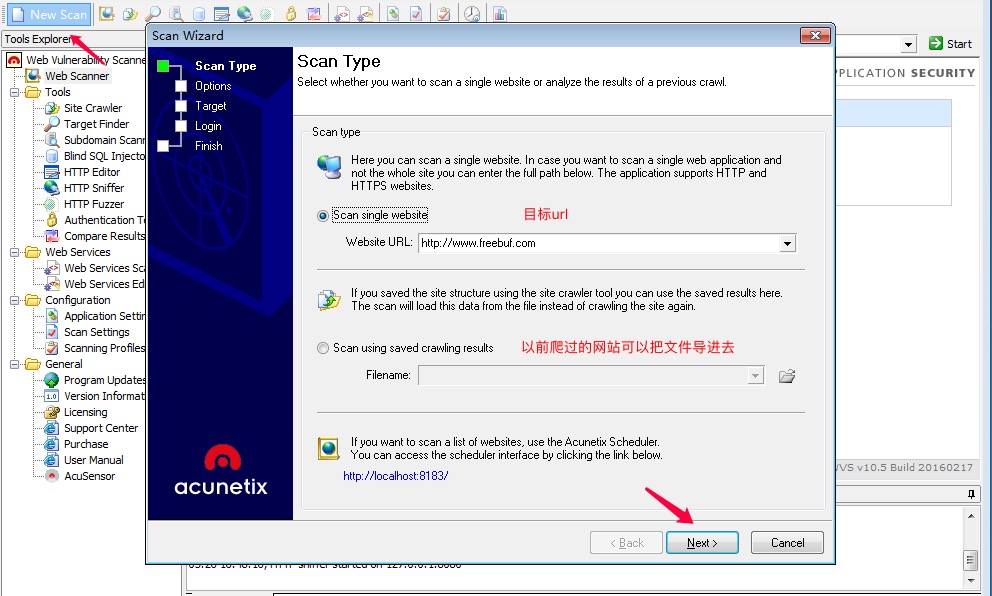 New Scan
Tools Explorer
Web Vulnerability Scanne
Web Scanner
Tools
Site Crawler
Target Finder
Subdomain Scann
Blind SQL Injecto
HTTP Editor
HTTP Sniffer
HTTP Fuzzer
Authentication Te
Compare Results
Web Services
Web Services Sca
Web Services Edi
Configuration
Application Settin
Scan Settings
Scanning Profiles
General
Program Updates
Version Informat
1.0
Licensing
Support Center
Purchase
User Manual
AcuSensor
Scan Wizard
Scan Type
Options
Target
Login
Finish
acunetix
Scan Type
Select whether you want to scan a single website or analyze the results of a previous crawl.
Scan type
Here you can scan a single website. In case you want to scan a single web application and
not the whole site you can enter the full path below. The application supports HTTP and
HTTPS websites.
Scan single website
目标url
Website URL: http://www.freebuf.com
If you saved the site structure using the site crawler tool you can use the saved results here.
The scan will load this data from the file instead of crawling the site again.
Scan using saved crawling results
以前爬过的网站可以把文件导进去
Filename:
If you want to scan a list of websites, use the Acunetix Scheduler.
You can access the scheduler interface by clicking the link below.
http://localhost:8183/
< Back
Next >
Cancel
Start
PLICATION SECURITY
WVS v10.5 Build 20160217